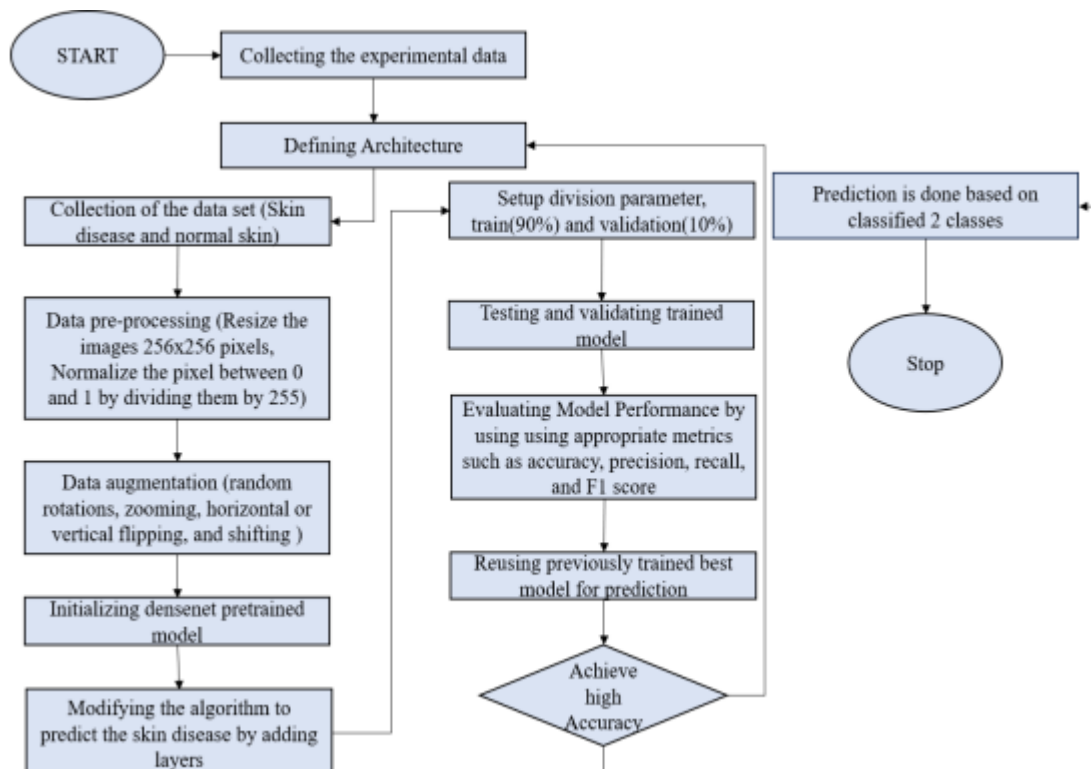 START
Collecting the experimental data
Defining Architecture
Collection of the data set (Skin
disease and normal skin)
Data pre-processing (Resize the
images 256x256 pixels,
Normalize the pixel between 0
and 1 by dividing them by 255)
Data augmentation (random
rotations, zooming, horizontal or
vertical flipping, and shifting )
Initializing densenet pretrained
model
Modifying the algorithm to
predict the skin disease by adding
layers
Setup division parameter,
train(90%) and validation(10%)
Testing and validating trained
model
Evaluating Model Performance by
using using appropriate metrics
such as accuracy, precision, recall,
and F1 score
Reusing previously trained best
model for prediction
Achieve
high
Accuracy
Prediction is done based on
classified 2 classes
Stop